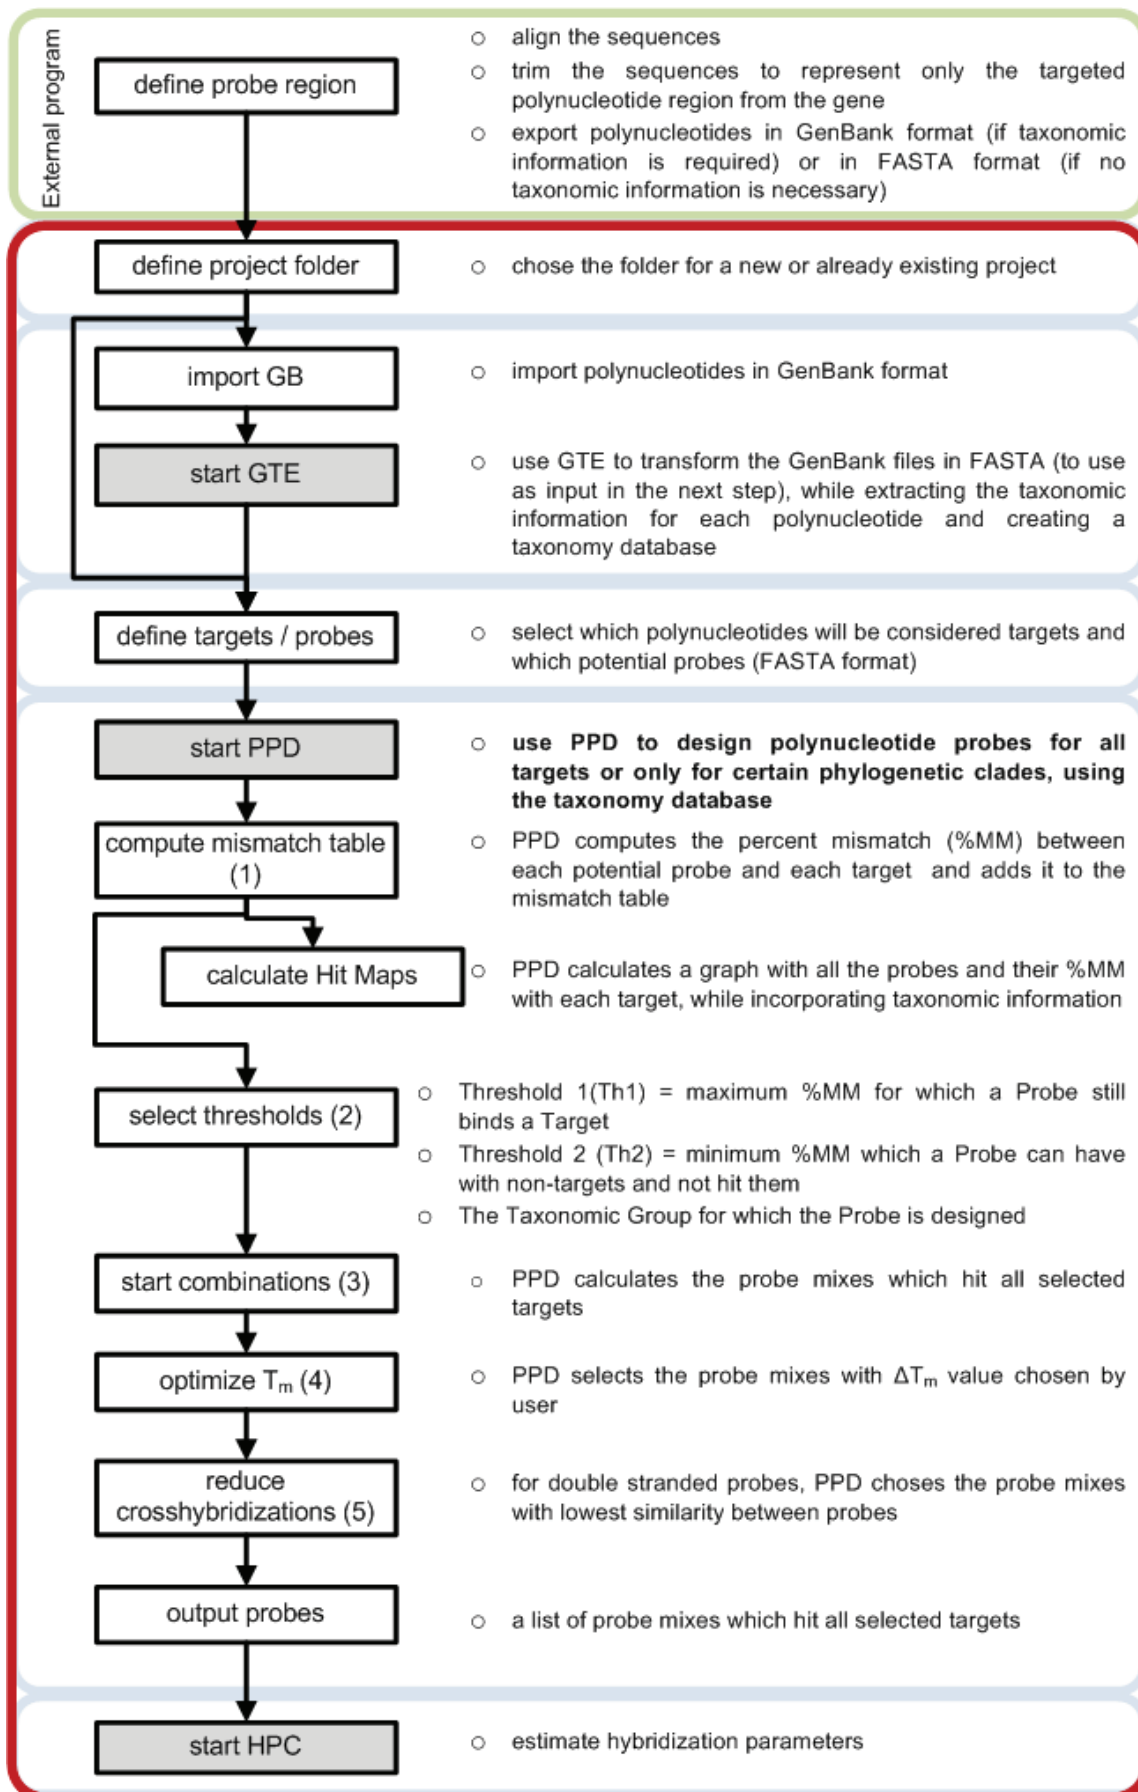 External program
define probe region
○ align the sequences
○ trim the sequences to represent only the targeted
polynucleotide region from the gene
○ export polynucleotides in GenBank format (if taxonomic
information is required) or in FASTA format (if no
taxonomic information is necessary)
define project folder
○ chose the folder for a new or already existing project
import GB
○ import polynucleotides in GenBank format
start GTE
○ use GTE to transform the GenBank files in FASTA (to use
as input in the next step), while extracting the taxonomic
information for each polynucleotide and creating a
taxonomy database
define targets / probes
○ select which polynucleotides will be considered targets and
which potential probes (FASTA format)
start PPD
○ use PPD to design polynucleotide probes for all
targets or only for certain phylogenetic clades, using
the taxonomy database
compute mismatch table
(1)
○ PPD computes the percent mismatch (%MM) between
each potential probe and each target and adds it to the
mismatch table
calculate Hit Maps
○ PPD calculates a graph with all the probes and their %MM
with each target, while incorporating taxonomic information
select thresholds (2)
○ Threshold 1(Th1) = maximum %MM for which a Probe still
binds a Target
○ Threshold 2 (Th2) = minimum %MM which a Probe can have
with non-targets and not hit them
○ The Taxonomic Group for which the Probe is designed
start combinations (3)
○ PPD calculates the probe mixes which hit all selected
targets
optimize Tm (4)
○ PPD selects the probe mixes with ΔTm value chosen by
user
reduce
crosshybridizations (5)
○ for double stranded probes, PPD choses the probe mixes
with lowest similarity between probes
output probes
○ a list of probe mixes which hit all selected targets
start HPC
○ estimate hybridization parameters